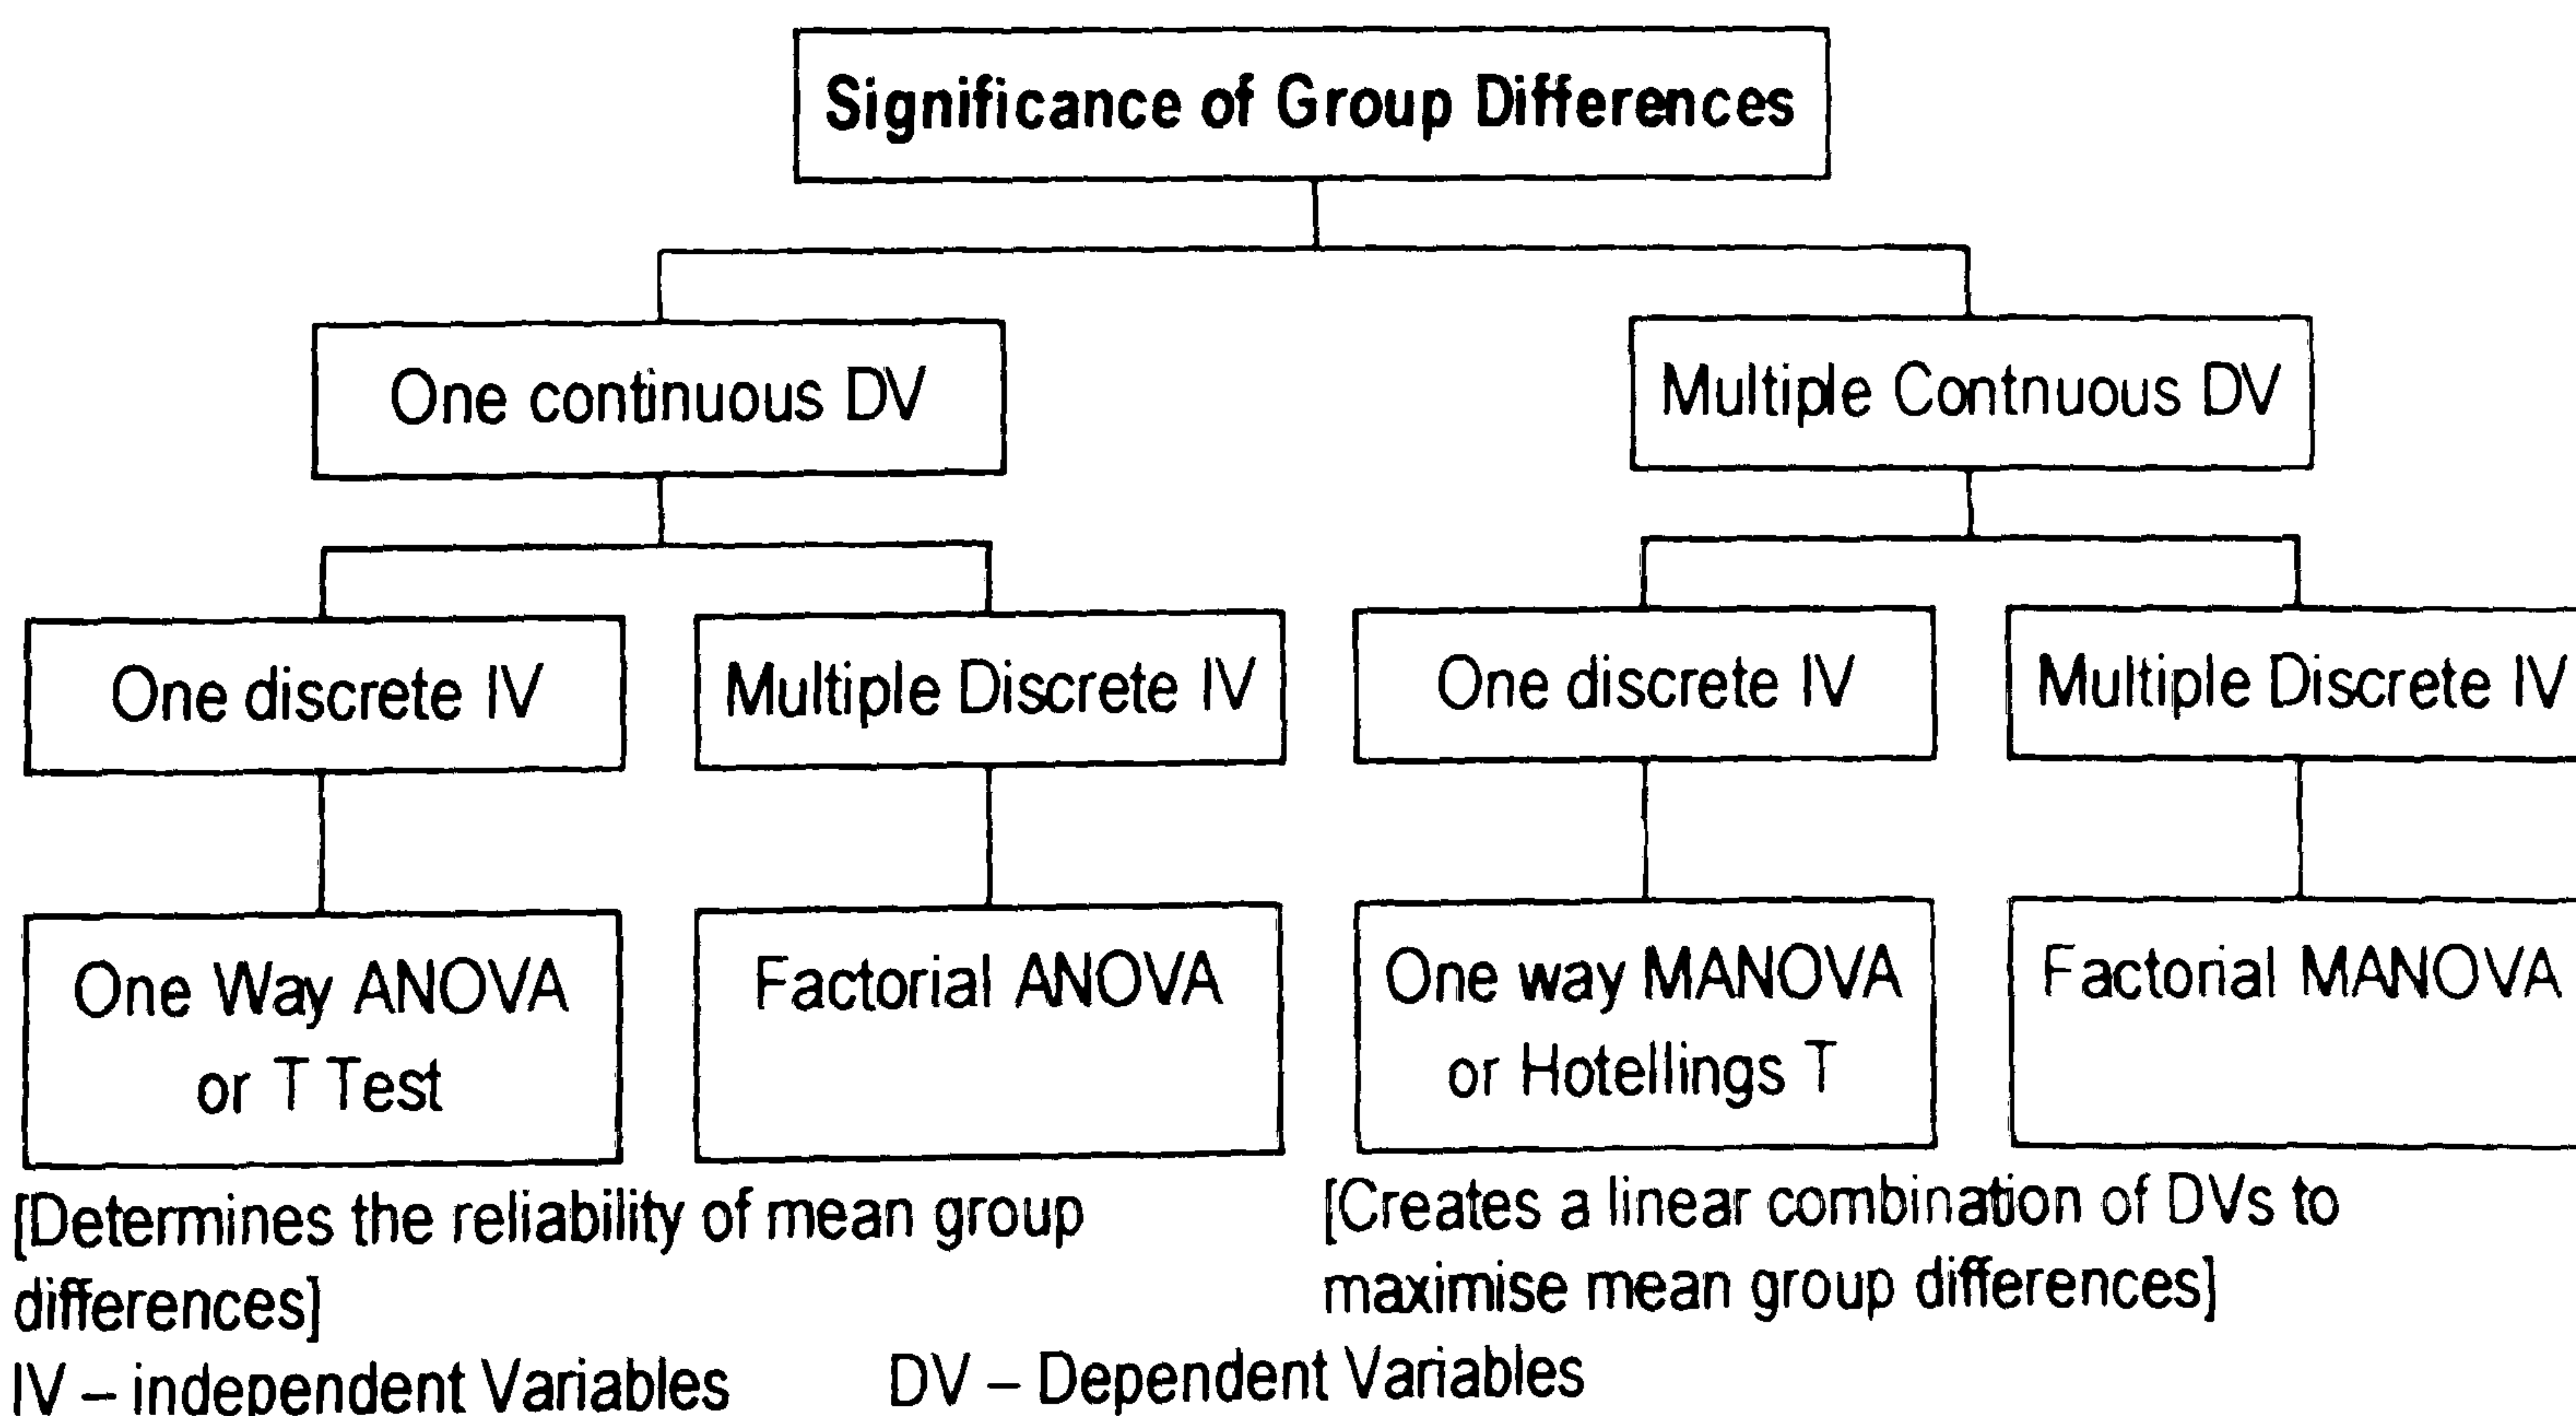 Significance of Group Differences
One continuous DV
Multiple Contnuous DV
One discrete IV
Multiple Discrete IV
One discrete IV
Multiple Discrete IV
One Way ANOVA
or T Test
Factorial ANOVA
One way MANOVA
or Hotellings T
Factorial MANOVA
[Determines the reliability of mean group
differences]
[Creates a linear combination of DVs to
maximise mean group differences]
IV – independent Variables
DV – Dependent Variables